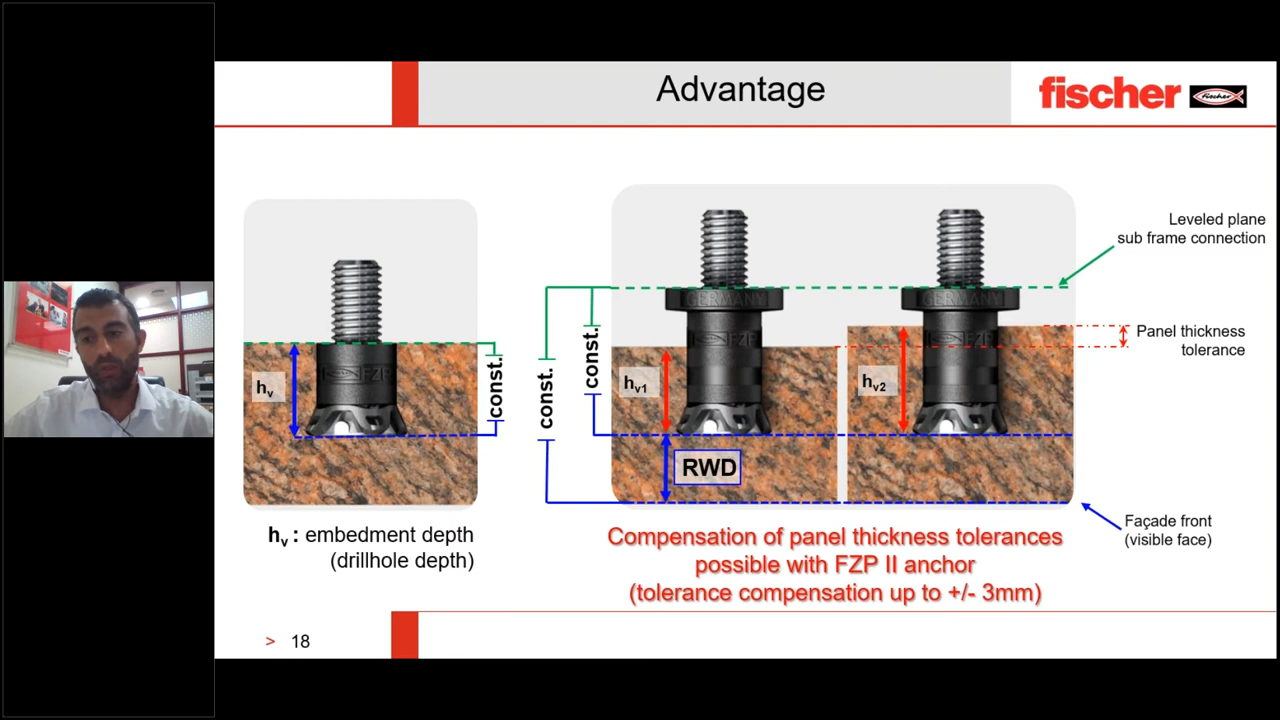 Advantage
fischer
fischer
Leveled plane
sub frame connection
GERMANY
GERMANY
Panel thickness
tolerance
FZP
FZP
FZP
hv
const.
const.
const.
hv1
hv2
RWD
hv : embedment depth
(drillhole depth)
Compensation of panel thickness tolerances
possible with FZP II anchor
(tolerance compensation up to +/- 3mm)
Façade front
(visible face)
> 18